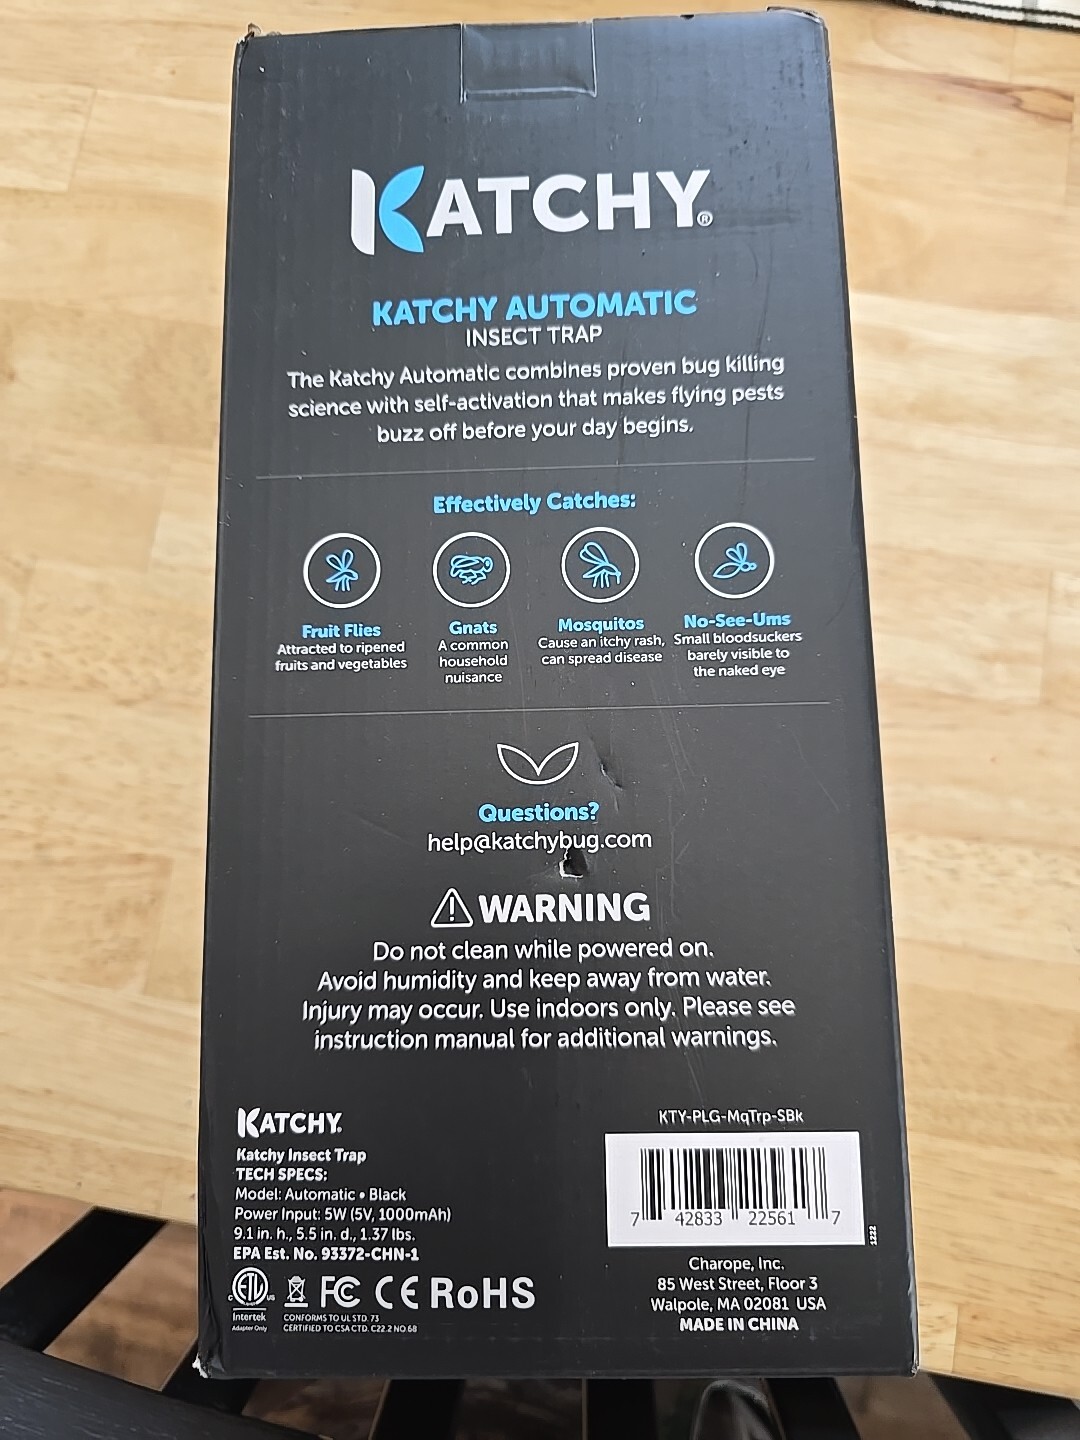 KATCHY®
KATCHY AUTOMATIC
INSECT TRAP
The Katchy Automatic combines proven bug killing
science with self-activation that makes flying pests
buzz off before your day begins.
Effectively Catches:
Fruit Flies
Attracted to ripened
fruits and vegetables
Gnats
A common
household
nuisance
Mosquitos
Cause an itchy rash,
can spread disease
No-See-Ums
Small bloodsuckers
barely visible to
the naked eye
Questions?
help@katchybug.com
WARNING
Do not clean while powered on.
Avoid humidity and keep away from water.
Injury may occur. Use indoors only. Please see
instruction manual for additional warnings.
KATCHY.
Katchy Insect Trap
TECH SPECS:
Model: Automatic • Black
Power Input: 5W (5V, 1000mAh)
9.1 in. h., 5.5 in. d., 1.37 lbs.
EPA Est. No. 93372-CHN-1
C ETL US
Intertek
Adapter Only
FC CE RoHS
CONFORMS TO UL STD. 73
CERTIFIED TO CSA CTD. C22.2 NO 68
KTY-PLG-MqTrp-SBk
7 42833 22561 7
1222
Charope, Inc.
85 West Street, Floor 3
Walpole, MA 02081 USA
MADE IN CHINA